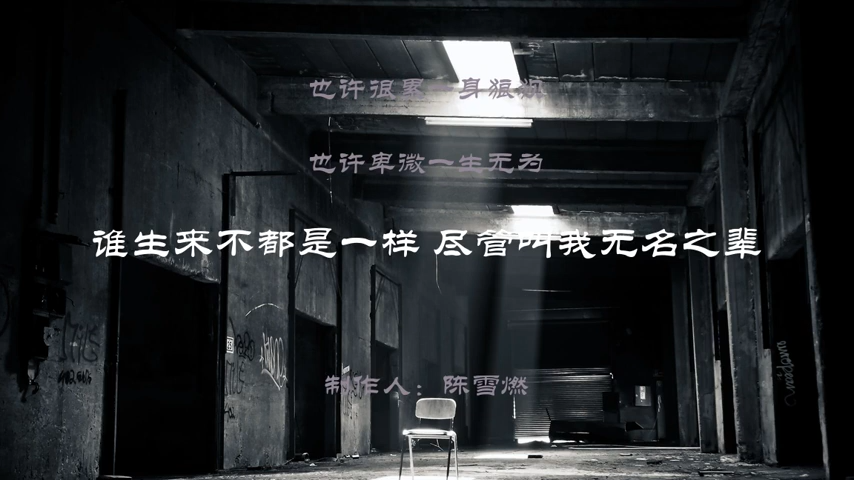 也许很累一身狼狈
也许卑微一生无为
谁生来不都是一样 尽管叫我无名之辈
制作人：陈雪燃